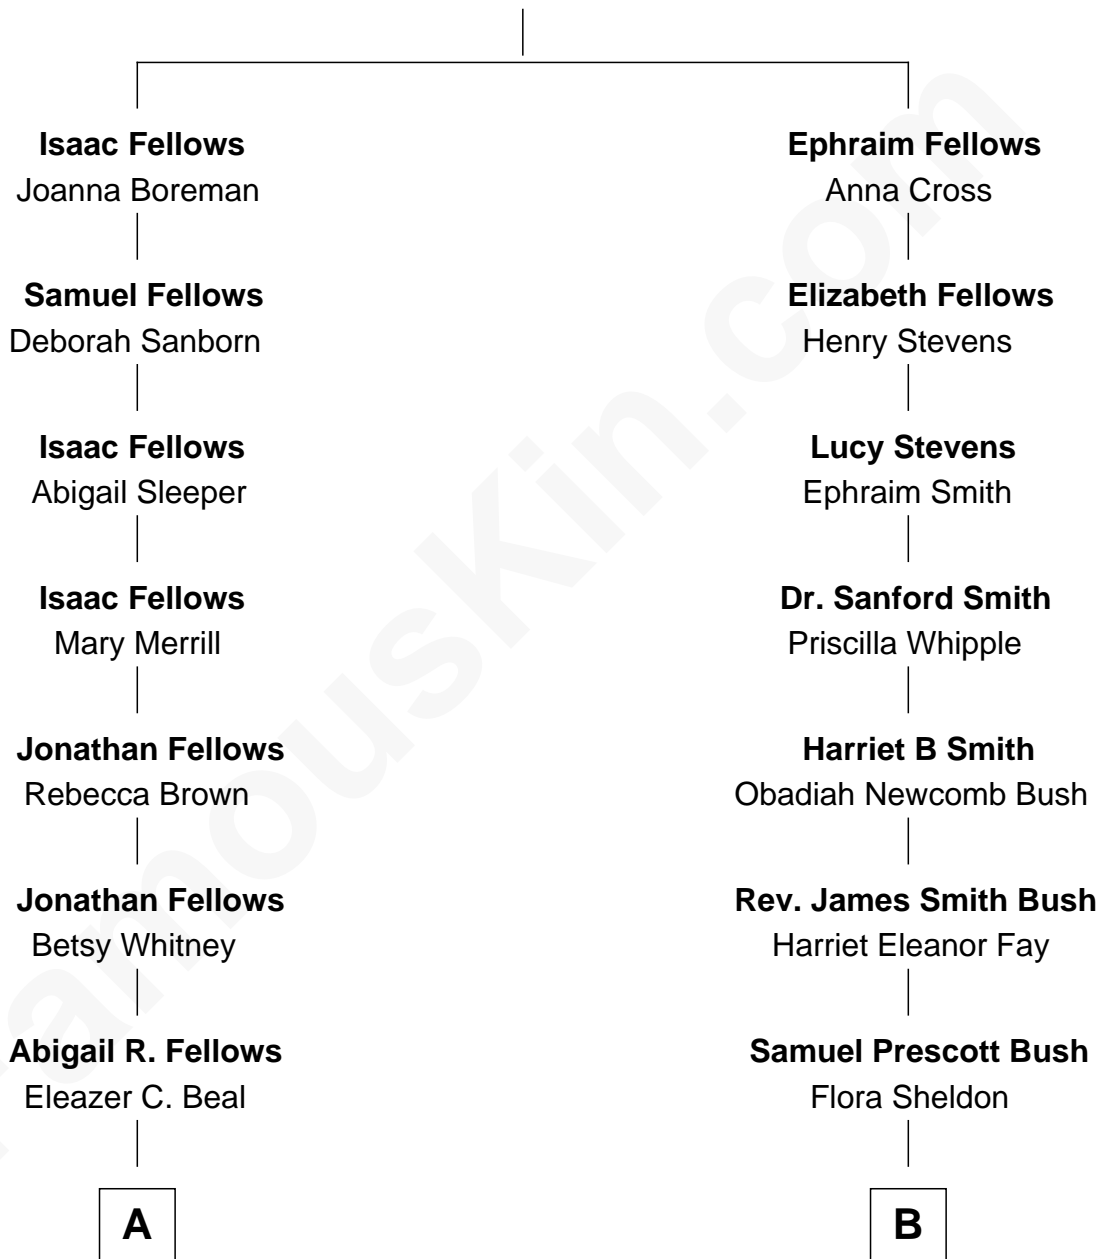 Isaac Fellows
Joanna Boreman
Samuel Fellows
Deborah Sanborn
Isaac Fellows
Abigail Sleeper
Isaac Fellows
Mary Merrill
Jonathan Fellows
Rebecca Brown
Jonathan Fellows
Betsy Whitney
Abigail R. Fellows
Eleazer C. Beal
A
Ephraim Fellows
Anna Cross
Elizabeth Fellows
Henry Stevens
Lucy Stevens
Ephraim Smith
Dr. Sanford Smith
Priscilla Whipple
Harriet B Smith
Obadiah Newcomb Bush
Rev. James Smith Bush
Harriet Eleanor Fay
Samuel Prescott Bush
Flora Sheldon
B
FamousKin.com